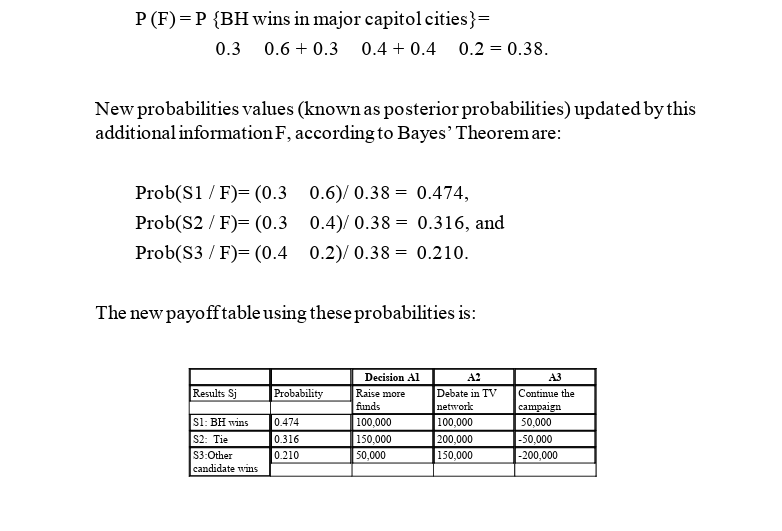 P (F) = P {BH wins in major capitol cities}=
0.3 0.6 + 0.3 0.4 + 0.4 0.2 = 0.38.
New probabilities values (known as posterior probabilities) updated by this
additional information F, according to Bayes’ Theorem are:
Prob(S1 / F)= (0.3 0.6)/ 0.38 = 0.474,
Prob(S2 / F)= (0.3 0.4)/ 0.38 = 0.316, and
Prob(S3 / F)= (0.4 0.2)/ 0.38 = 0.210.
The new payoff table using these probabilities is:
Decision A1 A2 A3
Results Sj Probability Raise more Debate in TV Continue the
funds network campaign
S1: BH wins 0.474 100,000 100,000 50,000
S2: Tie 0.316 150,000 200,000 -50,000
S3:Other 0.210 50,000 150,000 -200,000
candidate wins